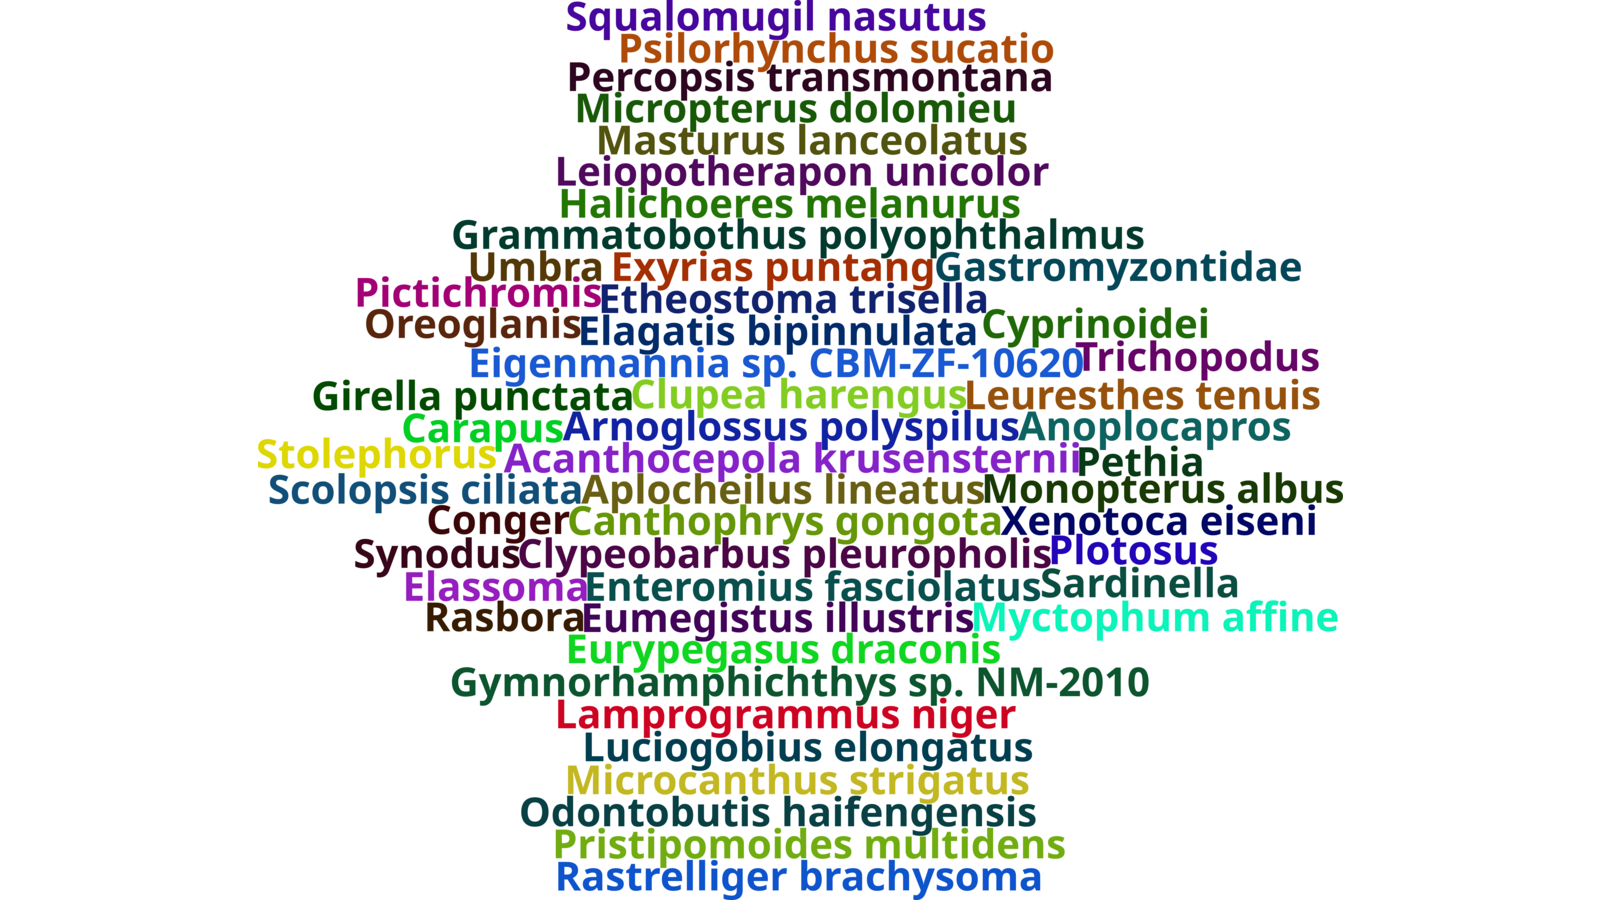 Squalomugil nasutus
Psilorhynchus sucatio
Percopsis transmontana
Micropterus dolomieu
Masturus lanceolatus
Leiopotherapon unicolor
Halichoeres melanurus
Grammatobothus polyophthalmus
Umbra Exyrias puntang Gastromyzontidae
Pictichromis Etheostoma trisella
Oreoglanis Elagatis bipinnulata Cyprinoidei
Eigenmannia sp. CBM-ZF-10620 Trichopodus
Girella punctata Clupea harengus Leuresthes tenuis
Carapus Arnoglossus polyspilus Anoplocapros
Stolephorus Acanthocepola krusensternii Pethia
Scolopsis ciliata Aplocheilus lineatus Monopterus albus
Conger Canthophrys gongota Xenotoca eiseni
Synodus Clypeobarbus pleuropholis Plotosus
Elassoma Enteromius fasciolatus Sardinella
Rasbora Eumegistus illustris Myctophum affine
Eurypegasus draconis
Gymnorhamphichthys sp. NM-2010
Lamprogrammus niger
Luciogobius elongatus
Microcanthus strigatus
Odontobutis haifengensis
Pristipomoides multidens
Rastrelliger brachysoma